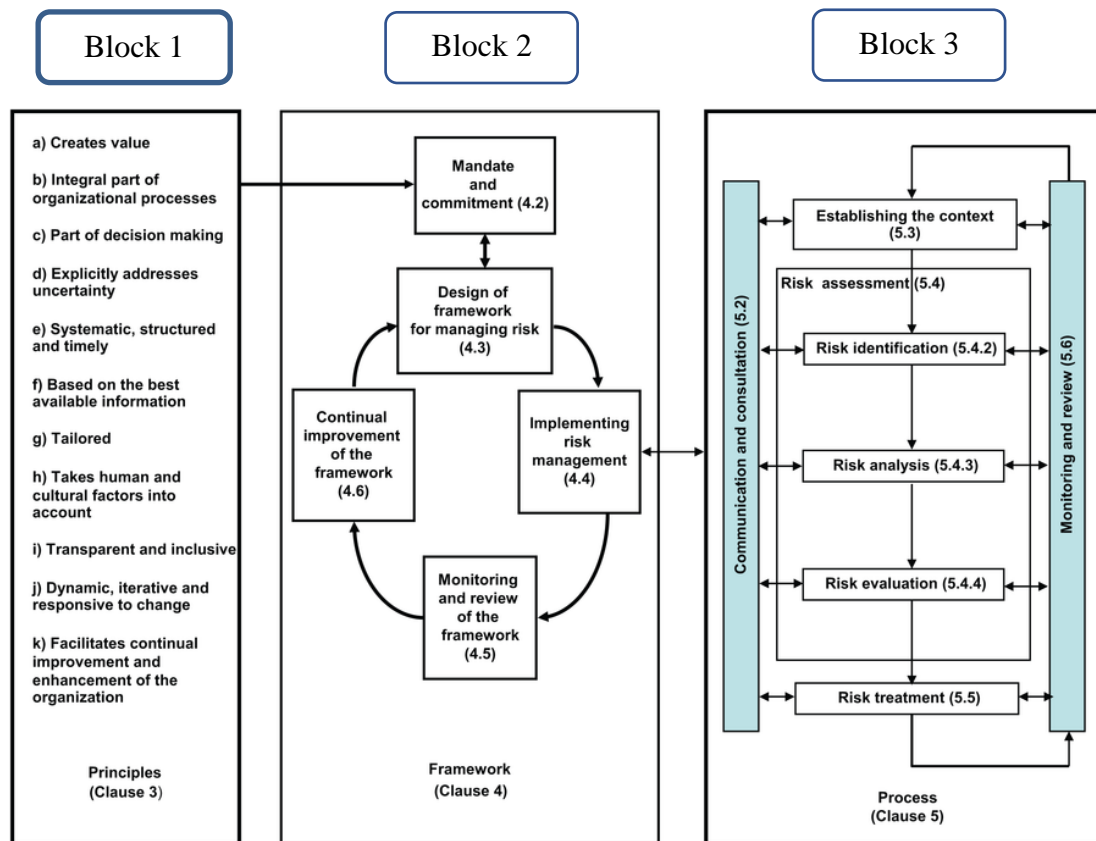 Block 1
Block 2
Block 3
a) Creates value
b) Integral part of
organizational processes
c) Part of decision making
d) Explicitly addresses
uncertainty
e) Systematic, structured
and timely
f) Based on the best
available information
g) Tailored
h) Takes human and
cultural factors into
account
i) Transparent and inclusive
j) Dynamic, iterative and
responsive to change
k) Facilitates continual
improvement and
enhancement of the
organization
Principles
(Clause 3)
Mandate
and
commitment (4.2)
Design of
framework
for managing risk
(4.3)
Continual
improvement
of the
framework
(4.6)
Implementing
risk
management
(4.4)
Monitoring
and review
of the
framework
(4.5)
Framework
(Clause 4)
Communication and consultation (5.2)
Establishing the context
(5.3)
Risk assessment (5.4)
Risk identification (5.4.2)
Risk analysis (5.4.3)
Risk evaluation (5.4.4)
Risk treatment (5.5)
Monitoring and review (5.6)
Process
(Clause 5)